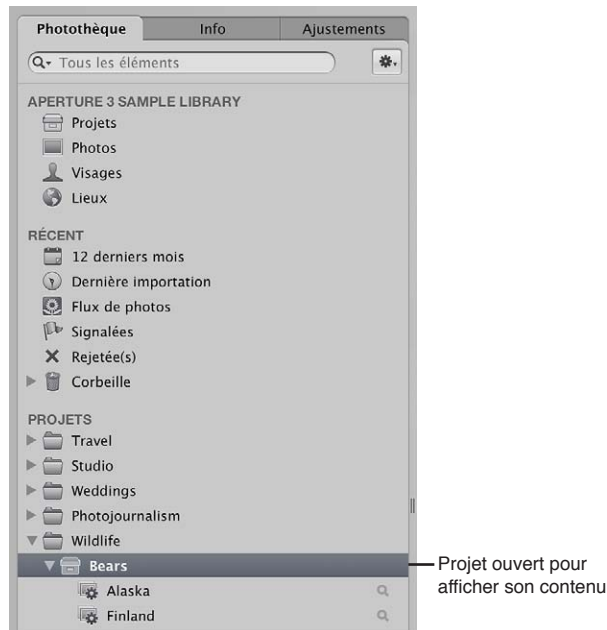 Photothèque Info Ajustements
Tous les éléments
APERTURE 3 SAMPLE LIBRARY
Projets
Photos
Visages
Lieux
RÉCENT
12 derniers mois
Dernière importation
Flux de photos
Signalées
Rejetée(s)
Corbeille
PROJETS
Travel
Studio
Weddings
Photojournalism
Wildlife
Bears
Alaska
Finland
Projet ouvert pour
afficher son contenu